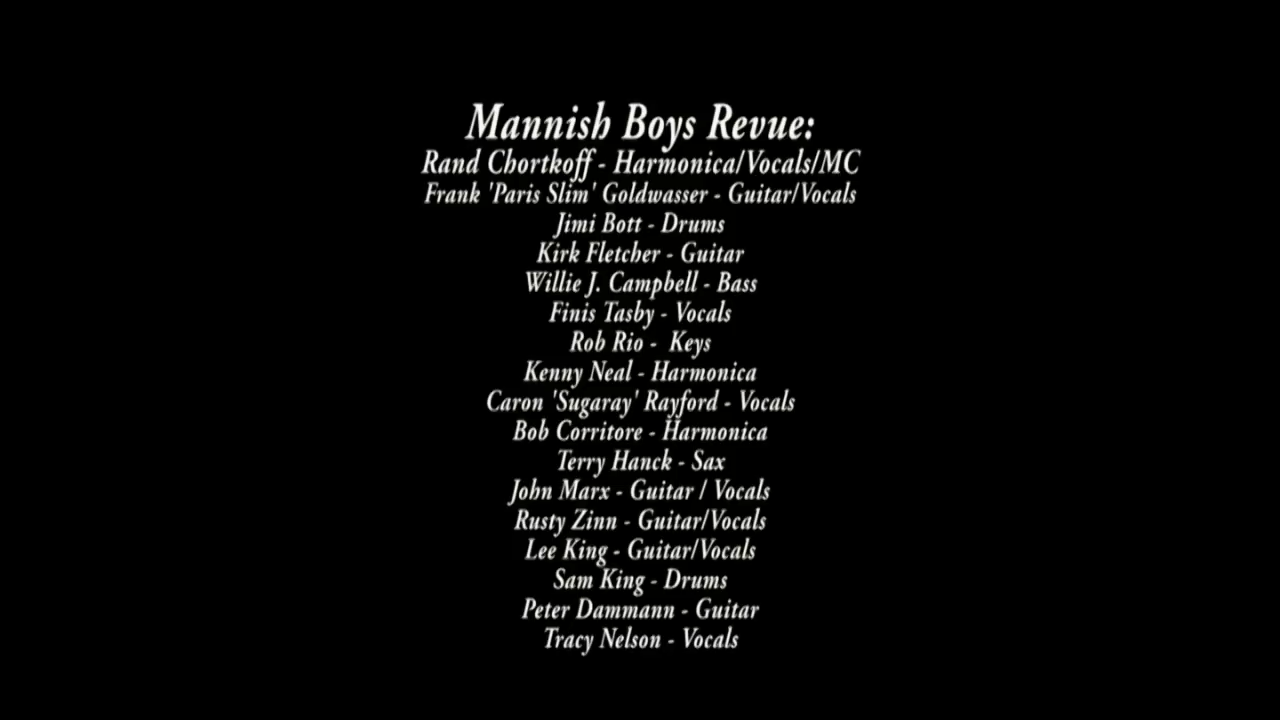 Mannish Boys Revue:
Rand Chortkoff - Harmonica/Vocals/MC
Frank 'Paris Slim' Goldwasser - Guitar/Vocals
Jimi Bott - Drums
Kirk Fletcher - Guitar
Willie J. Campbell - Bass
Finis Tasby - Vocals
Rob Rio -  Keys
Kenny Neal - Harmonica
Caron 'Sugaray' Rayford - Vocals
Bob Corritore - Harmonica
Terry Hanck - Sax
John Marx - Guitar / Vocals
Rusty Zinn - Guitar/Vocals
Lee King - Guitar/Vocals
Sam King - Drums
Peter Dammann - Guitar
Tracy Nelson - Vocals